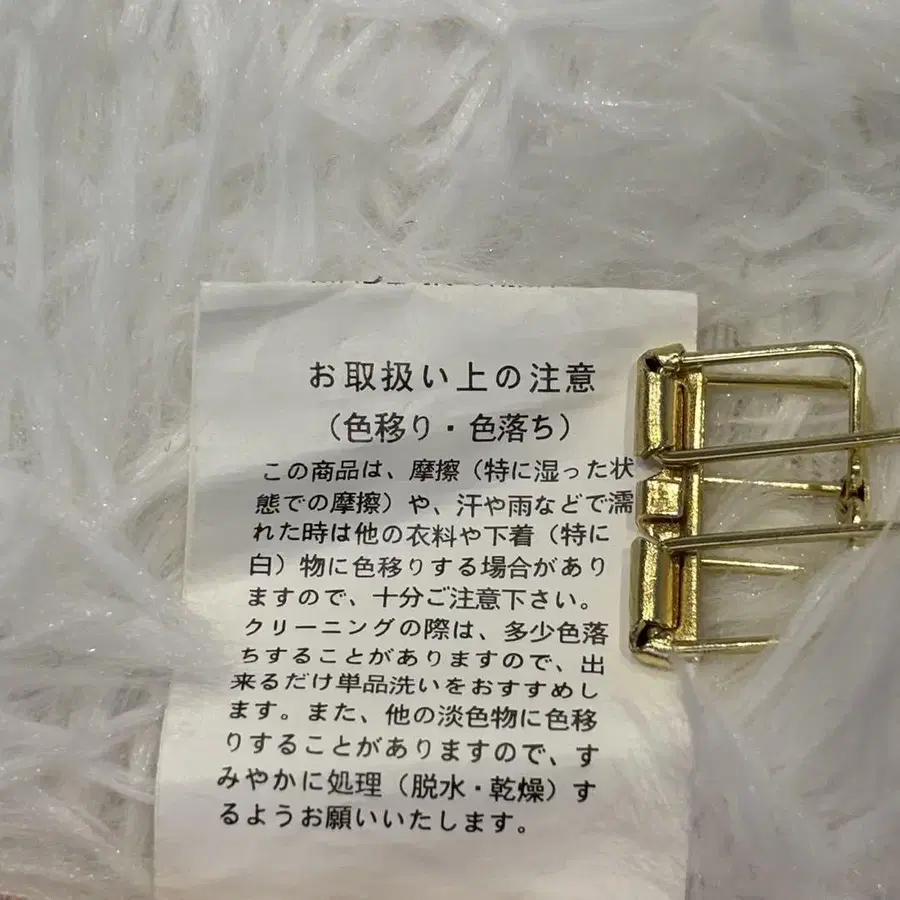 お取扱い上の注意
（色移り・色落ち）
この商品は、摩擦（特に湿った状
態での摩擦）や、汗や雨などで濡
れた時は他の衣料や下着（特に
白）物に色移りする場合があり
ますので、十分ご注意下さい。
クリーニングの際は、多少色落
ちすることがありますので、出
来るだけ単品洗いをおすすめし
ます。また、他の淡色物に色移
りすることがありますので、す
みやかに処理（脱水・乾燥）す
るようお願いいたします。